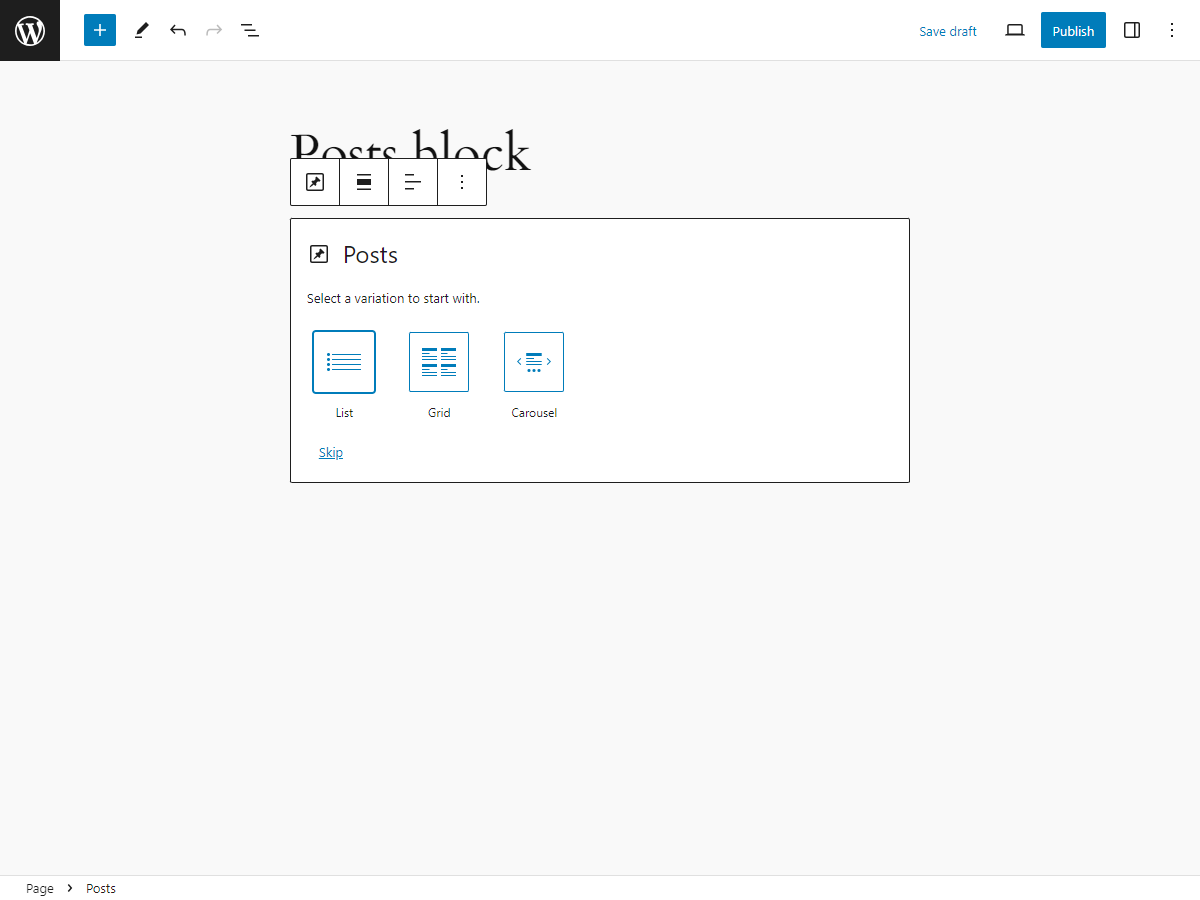 Save draft
Publish
Posts block
Posts
Select a variation to start with.
List
Grid
Carousel
Skip
Page
Posts